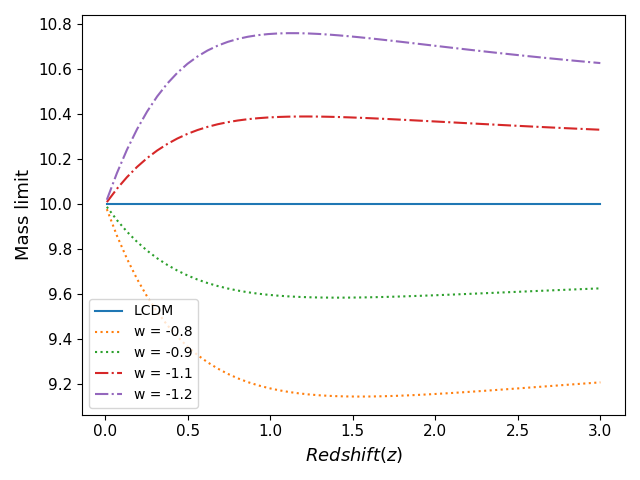 10.8
10.6
10.4
10.2
10.0
9.8
9.6
9.4
9.2
Mass limit
LCDM
w = -0.8
w = -0.9
w = -1.1
w = -1.2
0.0 0.5 1.0 1.5 2.0 2.5 3.0
Redshift(z)